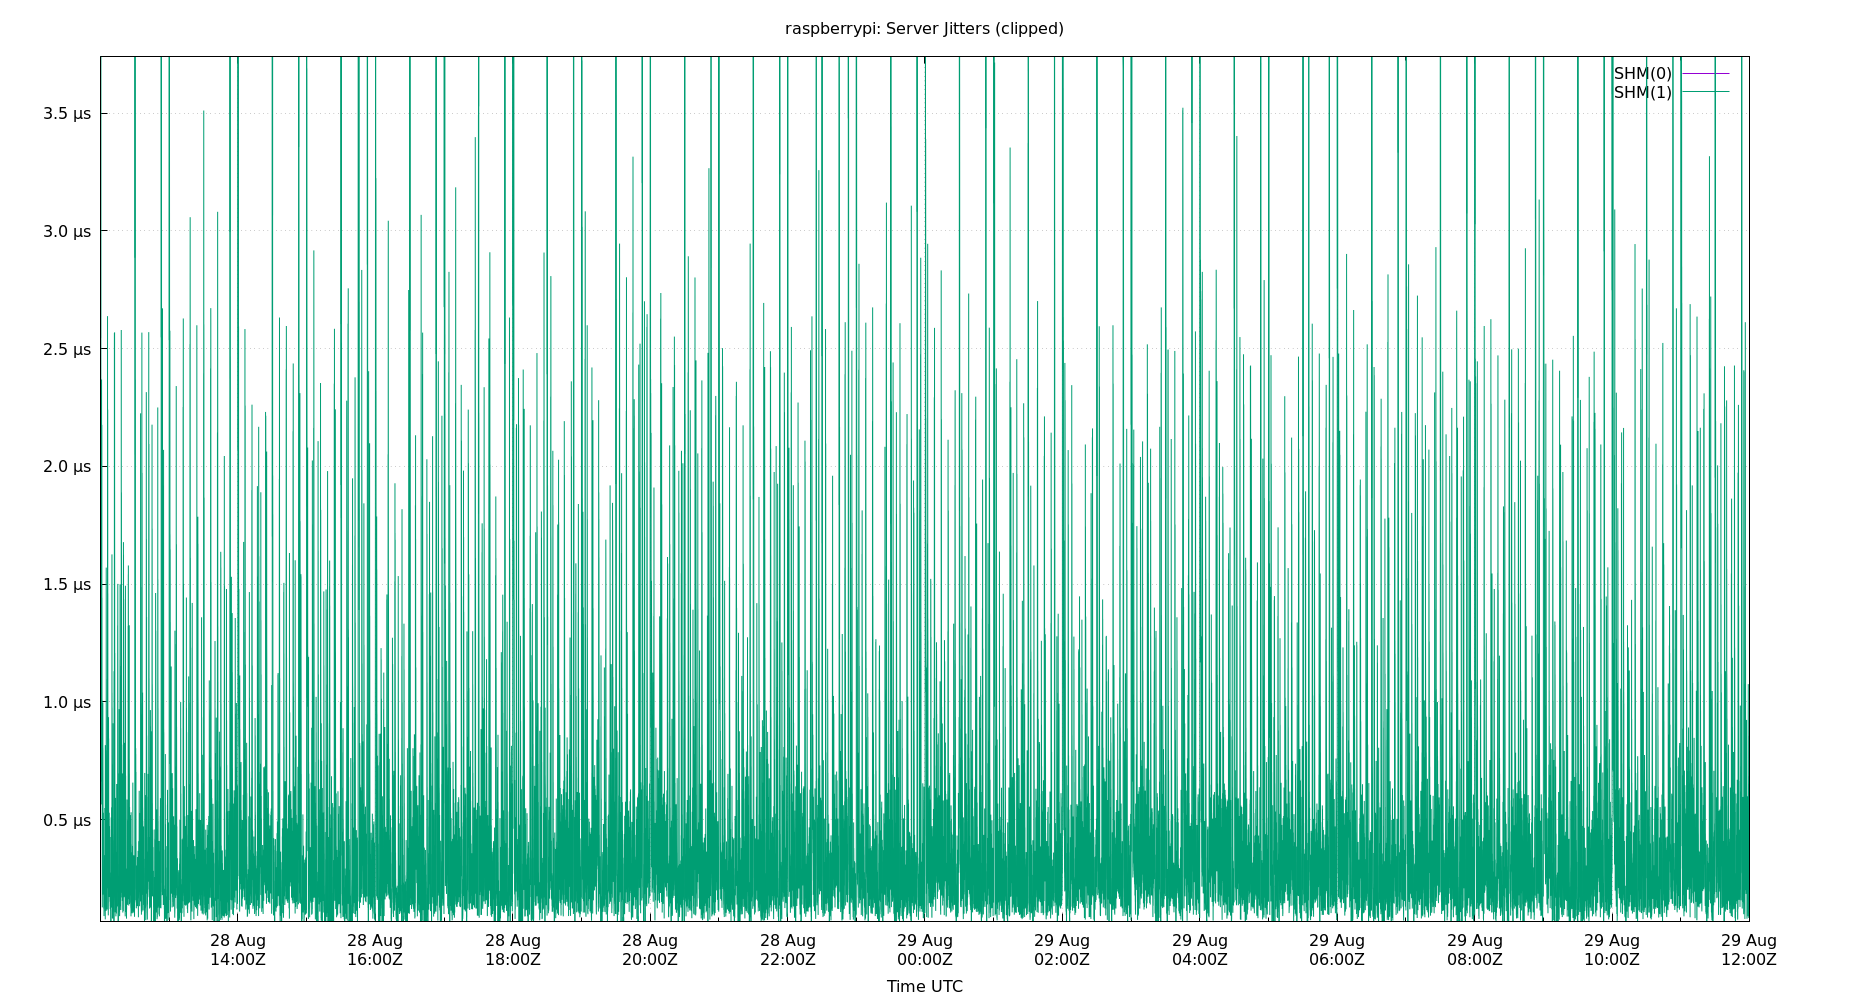 raspberrypi: Server Jitters (clipped)
SHM(0)
SHM(1)
3.5 µs
3.0 µs
2.5 µs
2.0 µs
1.5 µs
1.0 µs
0.5 µs
28 Aug 28 Aug 28 Aug 28 Aug 28 Aug 29 Aug 29 Aug 29 Aug 29 Aug 29 Aug 29 Aug 29 Aug
14:00Z 16:00Z 18:00Z 20:00Z 22:00Z 00:00Z 02:00Z 04:00Z 06:00Z 08:00Z 10:00Z 12:00Z
Time UTC